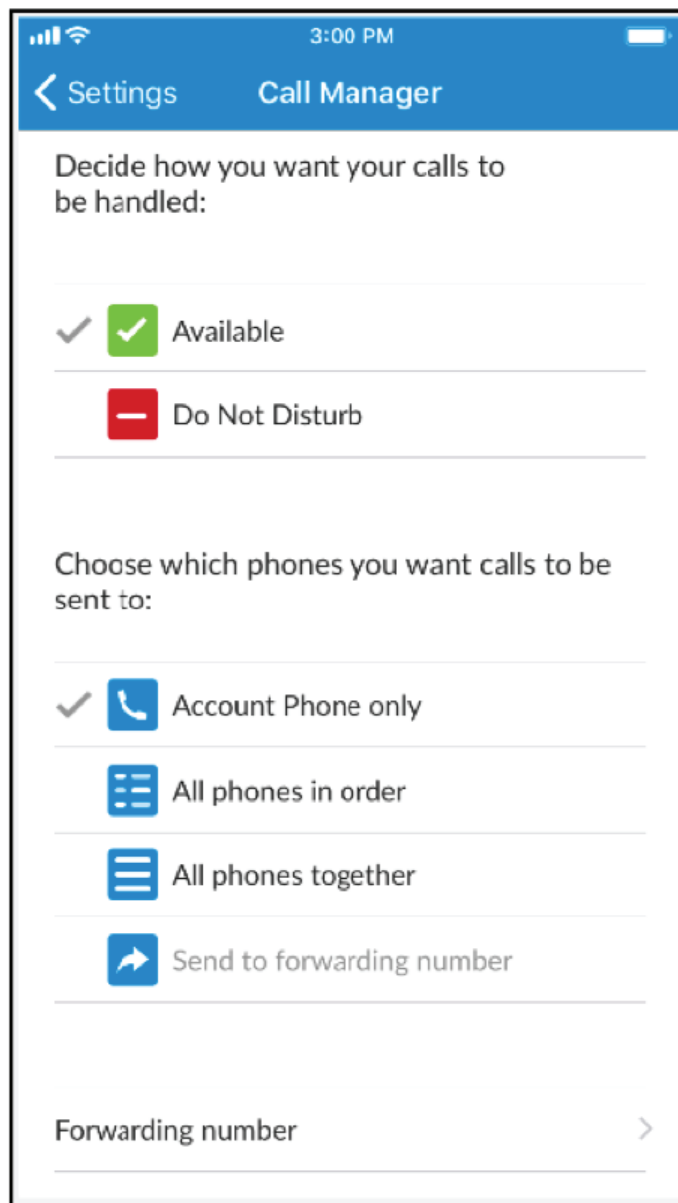 3:00 PM
Settings
Call Manager
Decide how you want your calls to
be handled:
Available
Do Not Disturb
Choose which phones you want calls to be
sent to:
Account Phone only
All phones in order
All phones together
Send to forwarding number
Forwarding number